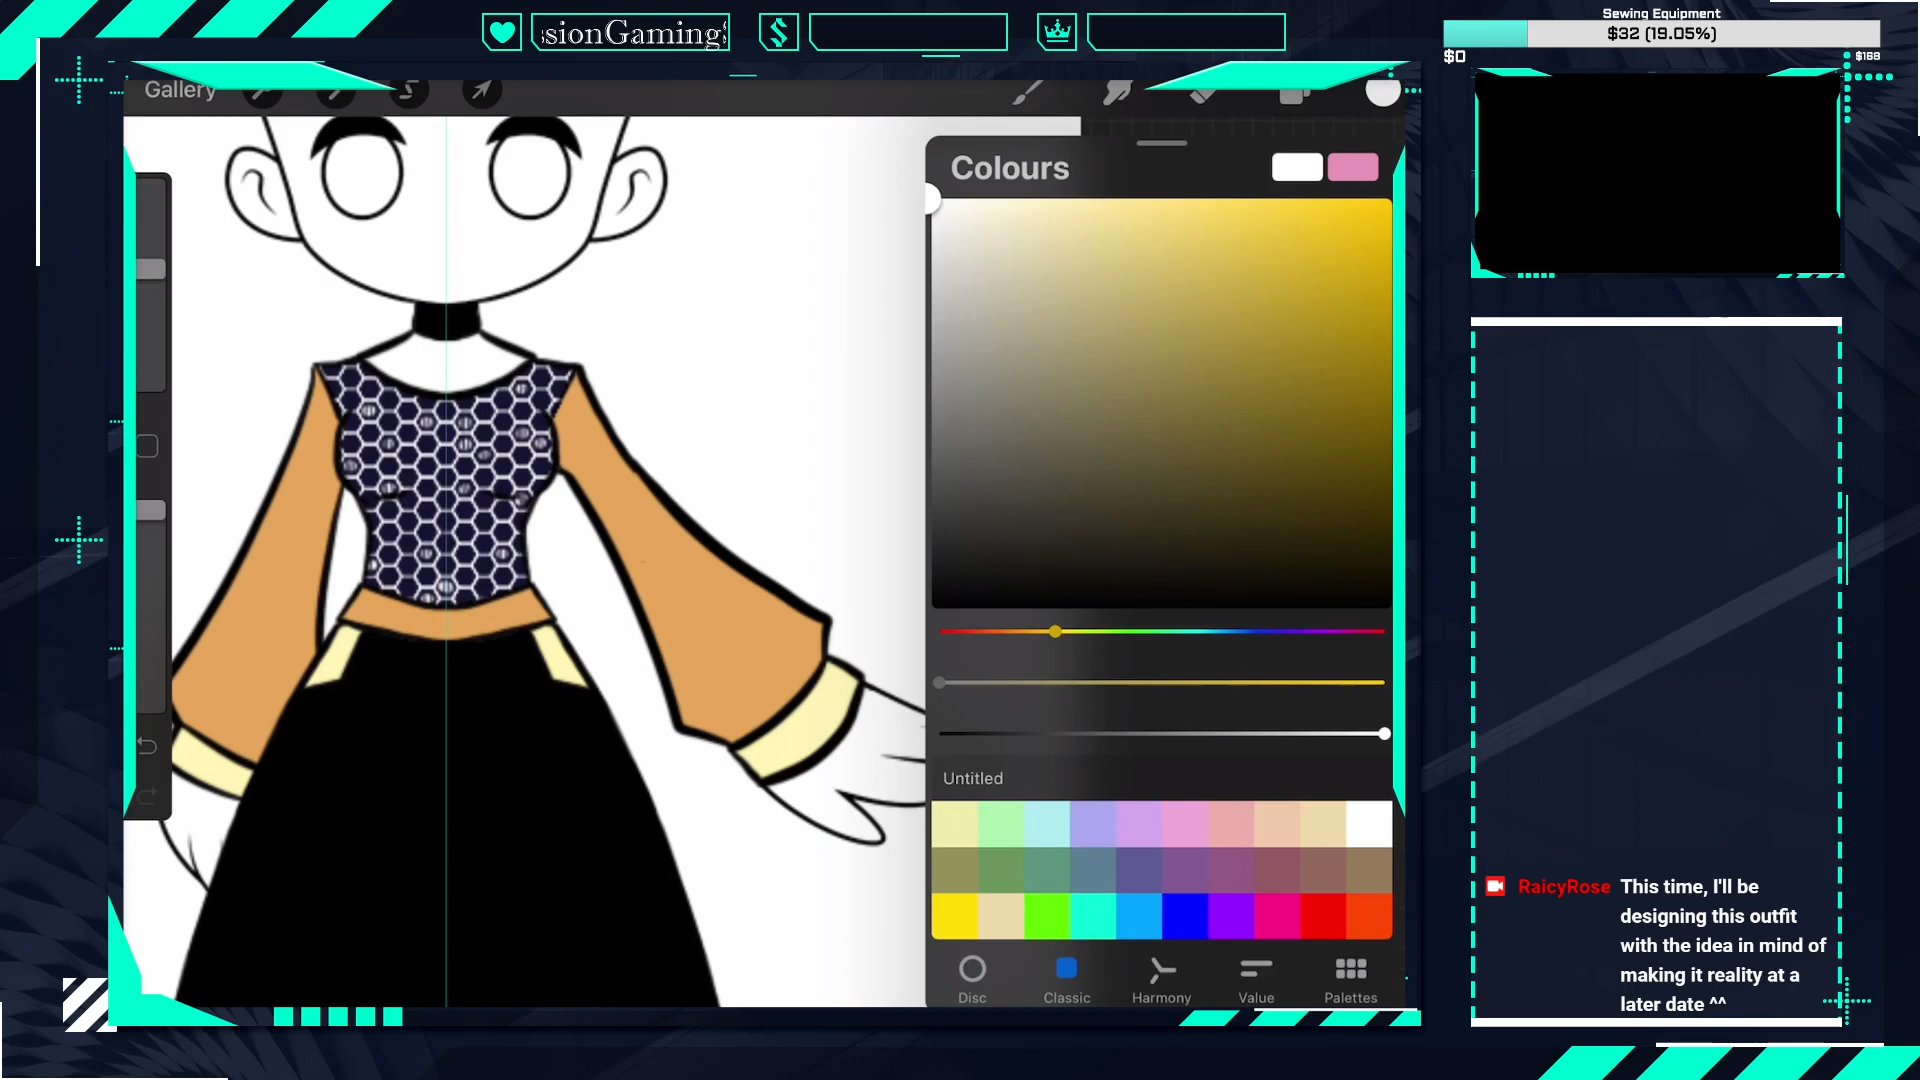 sionGaming
Sewing Equipment
$32 (19.05%)
$0
$168
Gallery
Colours
Untitled
Disc
Classic
Harmony
Value
Palettes
RaicyRose This time, I'll be
designing this outfit
with the idea in mind of
making it reality at a
later date ^^